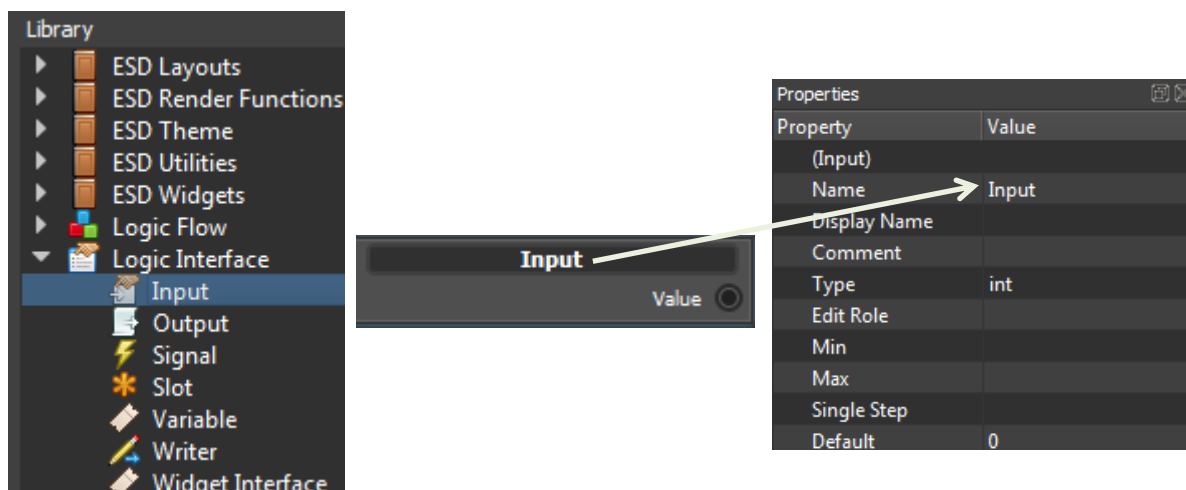 Library
ESD Layouts
ESD Render Functions
ESD Theme
ESD Utilities
ESD Widgets
Logic Flow
Logic Interface
Input
Output
Signal
Slot
Variable
Writer
Widget Interface
Input
Value
Properties
Property Value
(Input)
Name Input
Display Name
Comment
Type int
Edit Role
Min
Max
Single Step
Default 0